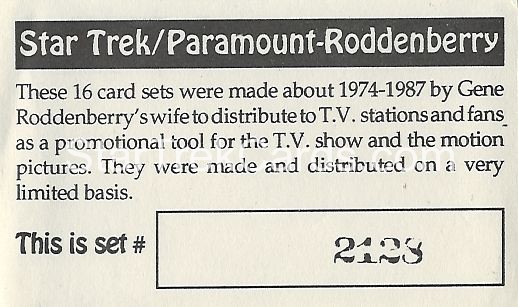 Star Trek/Paramount-Roddenberry
These 16 card sets were made about 1974-1987 by Gene
Roddenberry's wife to distribute to T.V. stations and fans
as a promotional tool for the T.V. show and the motion
pictures. They were made and distributed on a very
limited basis.
This is set # 2128